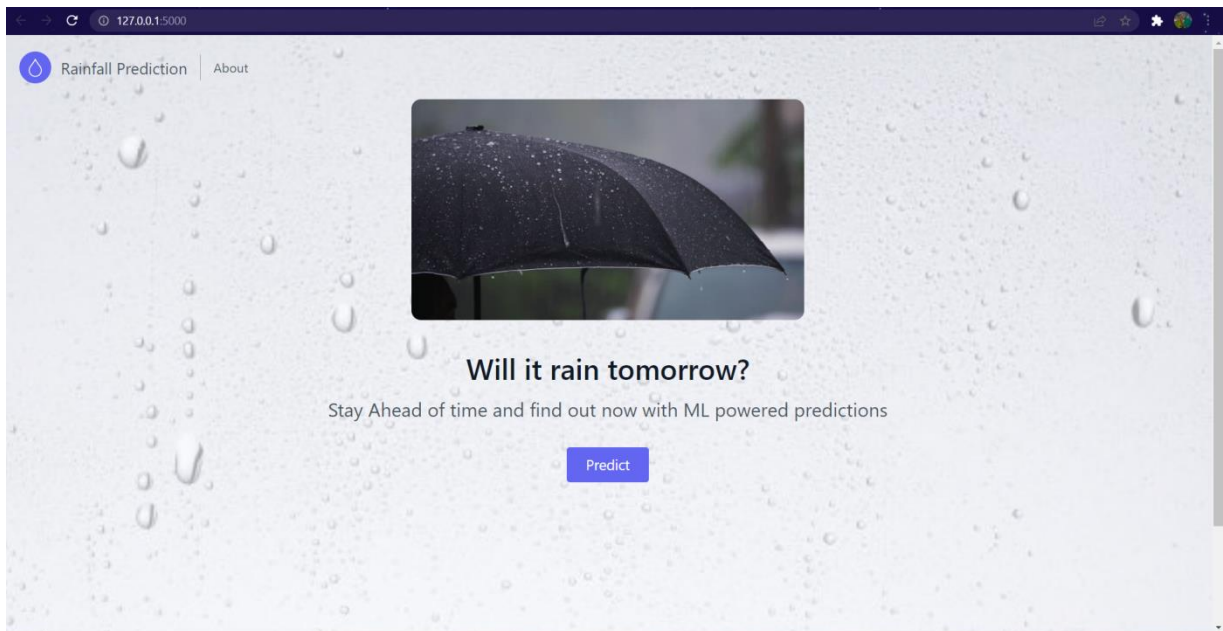 127.0.0.1:5000
Rainfall Prediction
About
Will it rain tomorrow?
Stay Ahead of time and find out now with ML powered predictions
Predict